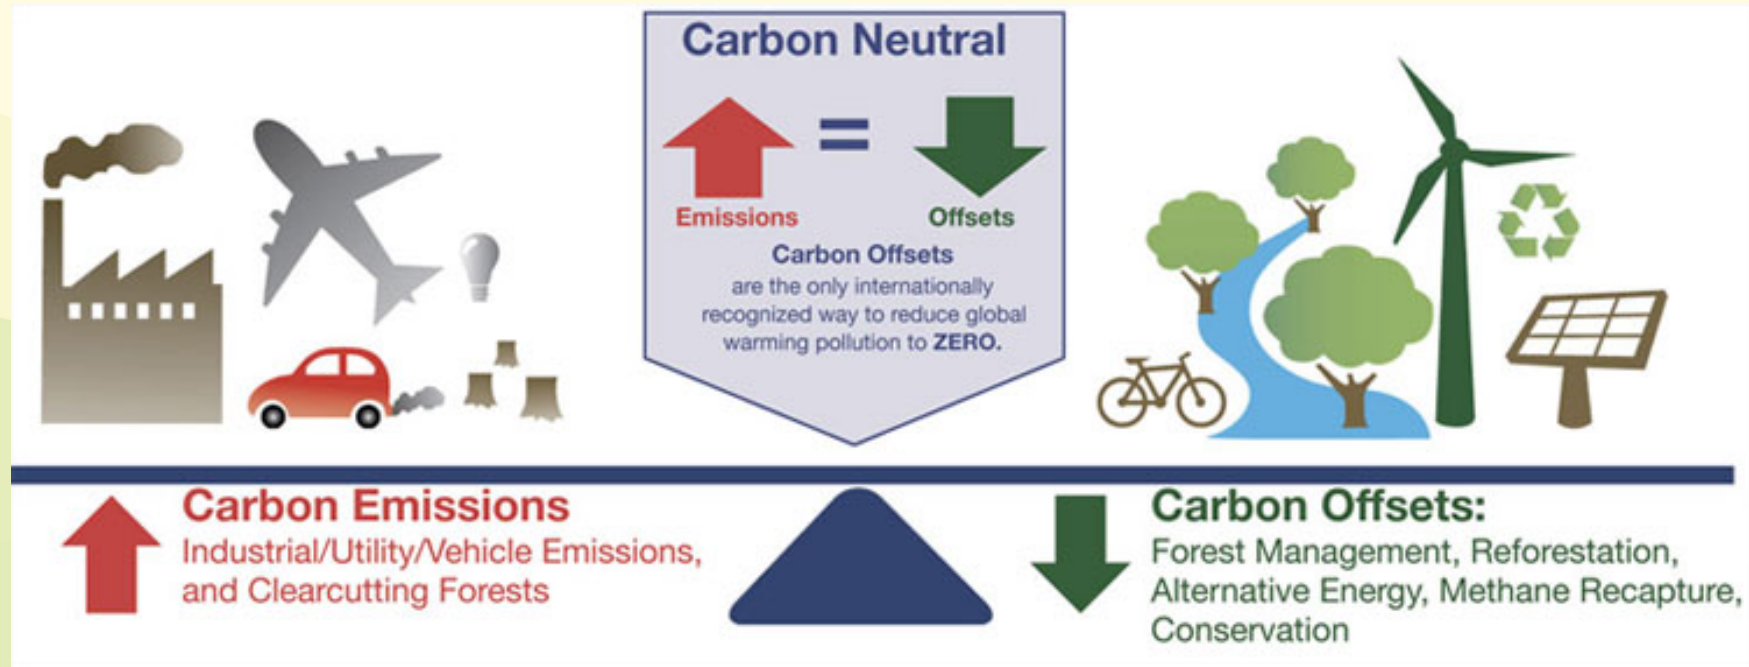 Carbon Neutral
=
Emissions
Offsets
Carbon Offsets
are the only internationally
recognized way to reduce global
warming pollution to ZERO.
Carbon Emissions
Industrial/Utility/Vehicle Emissions,
and Clearcutting Forests
Carbon Offsets:
Forest Management, Reforestation,
Alternative Energy, Methane Recapture,
Conservation